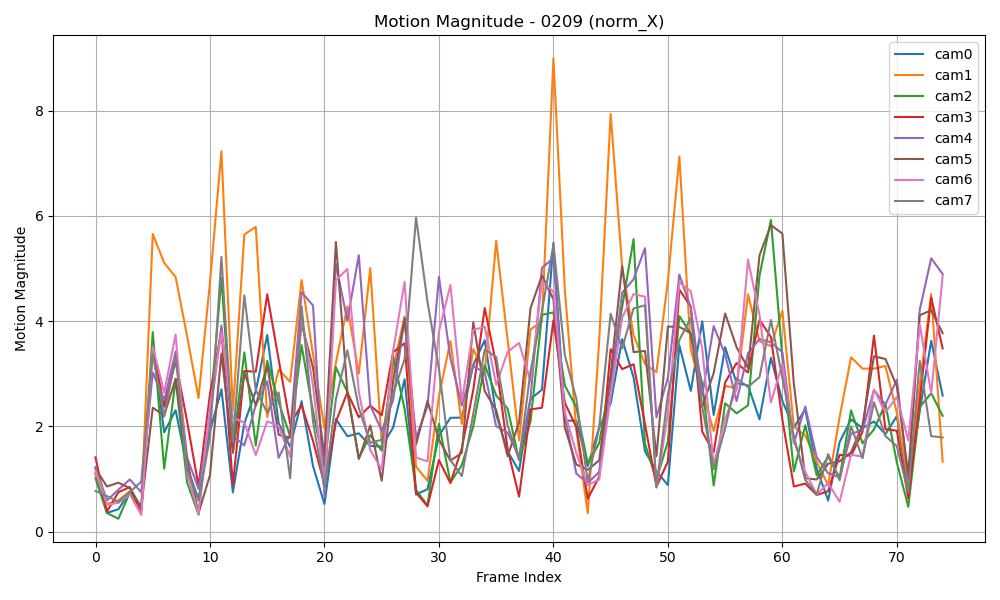 Motion Magnitude - 0209 (norm_X)
Motion Magnitude
8
6
4
2
0
0 10 20 30 40 50 60 70
Frame Index
cam0
cam1
cam2
cam3
cam4
cam5
cam6
cam7